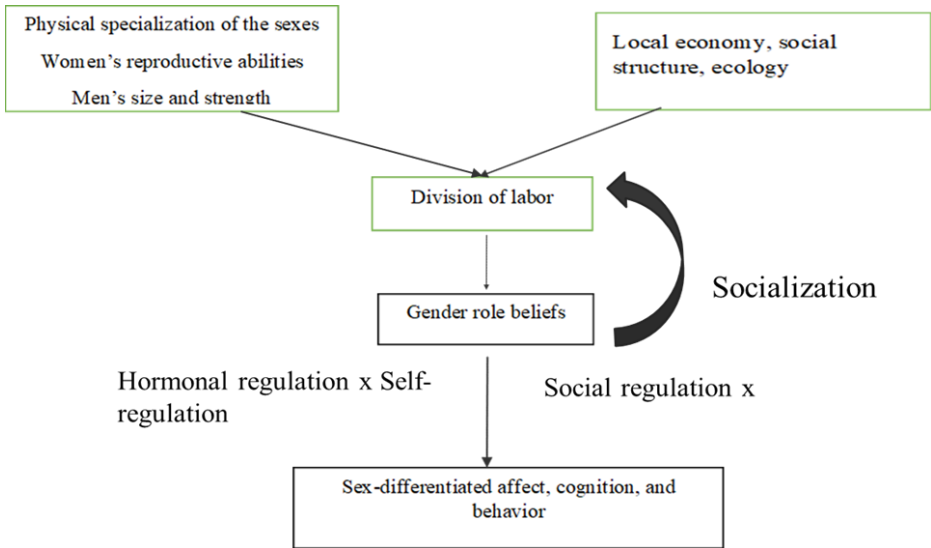 Physical specialization of the sexes
Women's reproductive abilities
Men's size and strength
Local economy, social
structure, ecology
Division of labor
Socialization
Gender role beliefs
Hormonal regulation x Self-
regulation
Social regulation x
Sex-differentiated affect, cognition, and
behavior